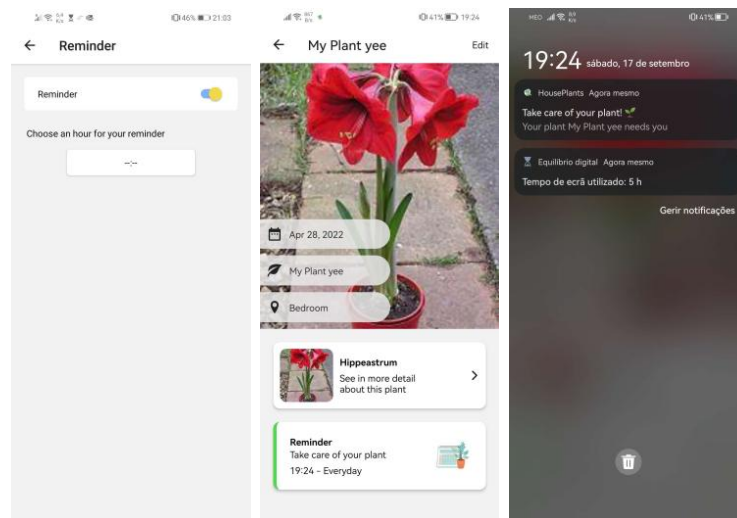 46% 21:03
Reminder
Reminder
Choose an hour for your reminder
--:--
41% 19:24
My Plant yee
Edit
Apr 28, 2022
My Plant yee
Bedroom
Hippeastrum
See in more detail
about this plant
Reminder
Take care of your plant
19:24 - Everyday
MEO 41%
19:24 sábado, 17 de setembro
HousePlants Agora mesmo
Take care of your plant!
Your plant My Plant yee needs you
Equilíbrio digital Agora mesmo
Tempo de ecrã utilizado: 5 h
Gerir notificações